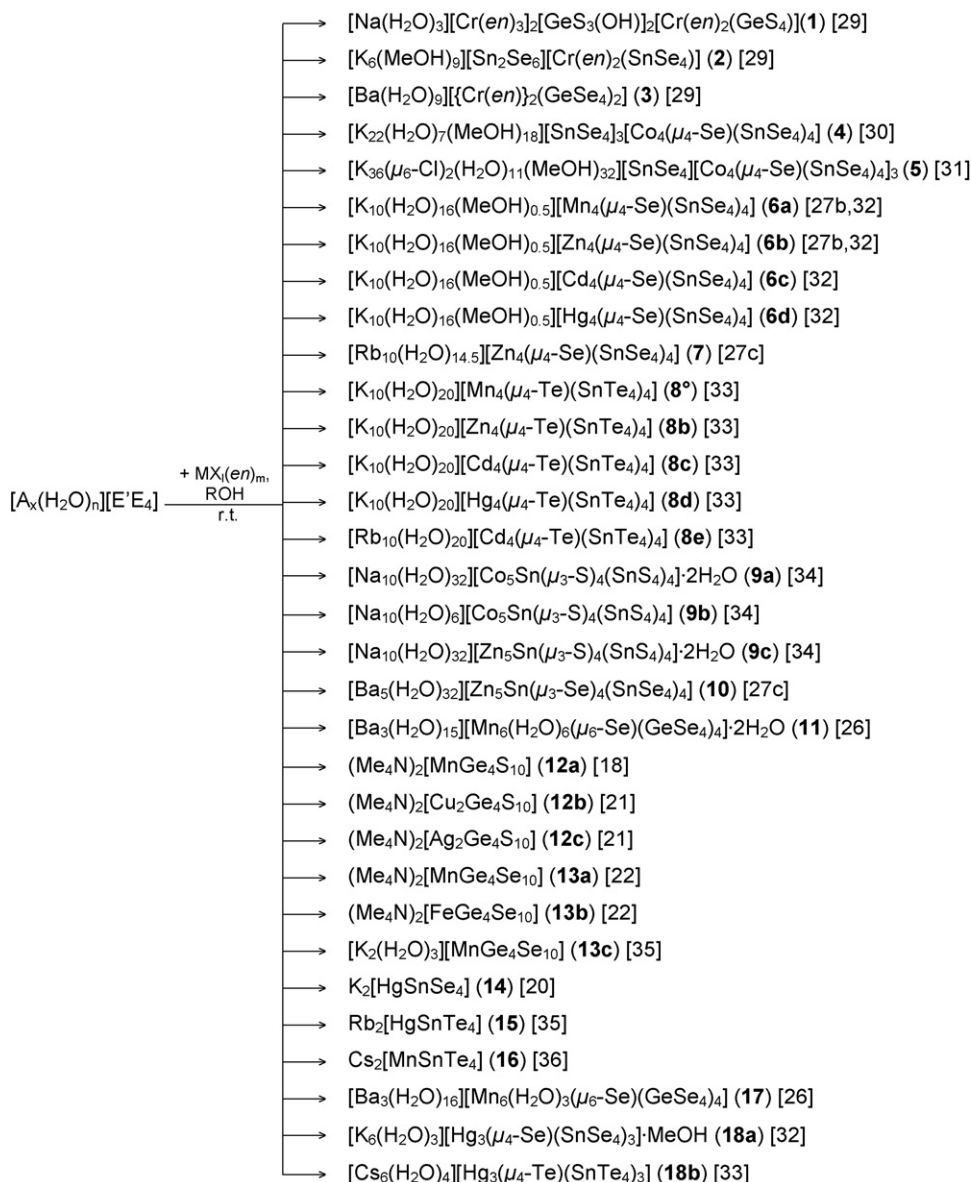 [Na(H₂O)₃][Cr(en)₃]₂[GeS₃(OH)]₂[Cr(en)₂(GeS₄)](1) [29]
[K₆(MeOH)₉][Sn₂Se₆][Cr(en)₂(SnSe₄)] (2) [29]
[Ba(H₂O)₉][{Cr(en)}₂(GeSe₄)₂] (3) [29]
[K₂₂(H₂O)₇(MeOH)₁₈][SnSe₄]₃[Co₄(μ₄-Se)(SnSe₄)₄] (4) [30]
[K₃₆(μ₆-Cl)₂(H₂O)₁₁(MeOH)₃₂][SnSe₄][Co₄(μ₄-Se)(SnSe₄)₄]₃ (5) [31]
[K₁₀(H₂O)₁₆(MeOH)₀.₅][Mn₄(μ₄-Se)(SnSe₄)₄] (6a) [27b,32]
[K₁₀(H₂O)₁₆(MeOH)₀.₅][Zn₄(μ₄-Se)(SnSe₄)₄] (6b) [27b,32]
[K₁₀(H₂O)₁₆(MeOH)₀.₅][Cd₄(μ₄-Se)(SnSe₄)₄] (6c) [32]
[K₁₀(H₂O)₁₆(MeOH)₀.₅][Hg₄(μ₄-Se)(SnSe₄)₄] (6d) [32]
[Rb₁₀(H₂O)₁₄.₅][Zn₄(μ₄-Se)(SnSe₄)₄] (7) [27c]
[K₁₀(H₂O)₂₀][Mn₄(μ₄-Te)(SnTe₄)₄] (8°) [33]
[K₁₀(H₂O)₂₀][Zn₄(μ₄-Te)(SnTe₄)₄] (8b) [33]
[K₁₀(H₂O)₂₀][Cd₄(μ₄-Te)(SnTe₄)₄] (8c) [33]
[K₁₀(H₂O)₂₀][Hg₄(μ₄-Te)(SnTe₄)₄] (8d) [33]
[Rb₁₀(H₂O)₂₀][Cd₄(μ₄-Te)(SnTe₄)₄] (8e) [33]
[Na₁₀(H₂O)₃₂][Co₅Sn(μ₃-S)₄(SnS₄)₄]·2H₂O (9a) [34]
[Na₁₀(H₂O)₆][Co₅Sn(μ₃-S)₄(SnS₄)₄] (9b) [34]
[Na₁₀(H₂O)₃₂][Zn₅Sn(μ₃-S)₄(SnS₄)₄]·2H₂O (9c) [34]
[Ba₅(H₂O)₃₂][Zn₅Sn(μ₃-Se)₄(SnSe₄)₄] (10) [27c]
[Ba₃(H₂O)₁₅][Mn₆(H₂O)₆(μ₆-Se)(GeSe₄)₄]·2H₂O (11) [26]
(Me₄N)₂[MnGe₄S₁₀] (12a) [18]
(Me₄N)₂[Cu₂Ge₄S₁₀] (12b) [21]
(Me₄N)₂[Ag₂Ge₄S₁₀] (12c) [21]
(Me₄N)₂[MnGe₄Se₁₀] (13a) [22]
(Me₄N)₂[FeGe₄Se₁₀] (13b) [22]
[K₂(H₂O)₃][MnGe₄Se₁₀] (13c) [35]
K₂[HgSnSe₄] (14) [20]
Rb₂[HgSnTe₄] (15) [35]
Cs₂[MnSnTe₄] (16) [36]
[Ba₃(H₂O)₁₆][Mn₆(H₂O)₃(μ₆-Se)(GeSe₄)₄] (17) [26]
[K₆(H₂O)₃][Hg₃(μ₄-Se)(SnSe₄)₃]·MeOH (18a) [32]
[Cs₆(H₂O)₄][Hg₃(μ₄-Te)(SnTe₄)₃] (18b) [33]
[Aₓ(H₂O)ₙ][E'E₄]
+ MXₗ(en)ₘ,
ROH
r.t.